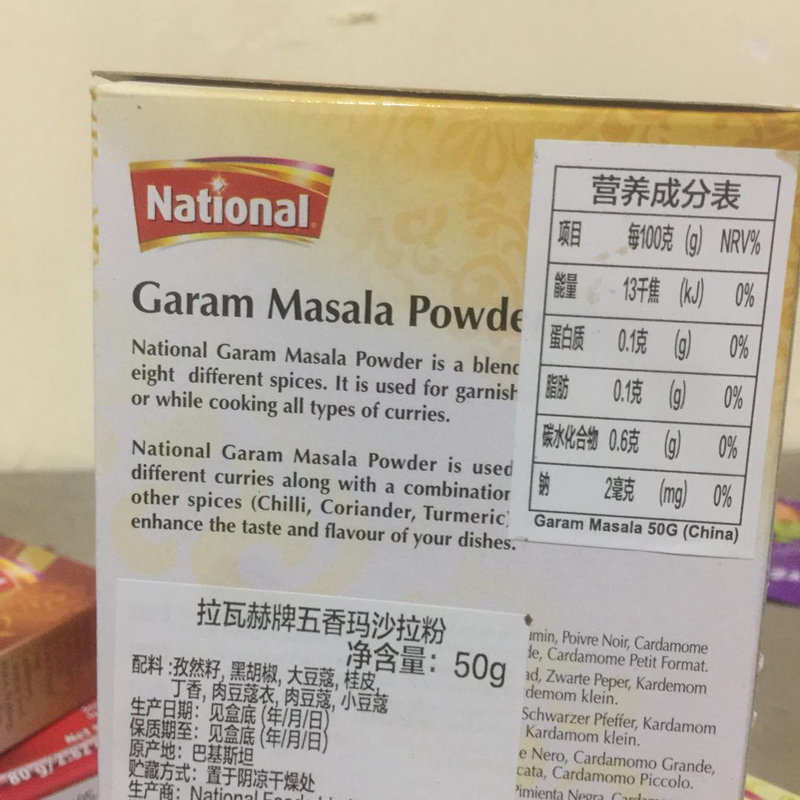 National
Garam Masala Powde
National Garam Masala Powder is a blend
eight different spices. It is used for garnish
or while cooking all types of curries.
National Garam Masala Powder is used
different curries along with a combination
other spices (Chilli, Coriander, Turmeric)
enhance the taste and flavour of your dishes.
营养成分表
项目 每100克 (g) NRV%
能量 13千焦 (kJ) 0%
蛋白质 0.1克 (g) 0%
脂肪 0.1克 (g) 0%
碳水化合物 0.6克 (g) 0%
钠 2毫克 (mg) 0%
Garam Masala 50G (China)
拉瓦赫牌五香玛沙拉粉
净含量: 50g
配料:孜然籽, 黑胡椒, 大豆蔻, 桂皮,
丁香, 肉豆蔻衣, 肉豆蔻, 小豆蔻
生产日期: 见盒底 (年/月/日)
保质期至: 见盒底 (年/月/日)
原产地: 巴基斯坦
贮藏方式: 置于阴凉干燥处
生产商: National Foods
umin, Poivre Noir, Cardamome
de, Cardamome Petit Format.
ad, Zwarte Peper, Kardemom
demom klein.
Schwarzer Pfeffer, Kardamom
Kardamom klein.
e Nero, Cardamomo Grande,
cata, Cardamomo Piccolo.
Pimienta Negra,
80 g/2.82